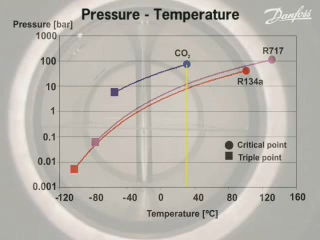 Pressure - Temperature
Danfoss
Pressure [bar]
1000
100
10
1
0.1
0.01
0.001
CO₂
R717
R134a
Critical point
Triple point
-120 -80 -40 0 40 80 120 160
Temperature [ºC]